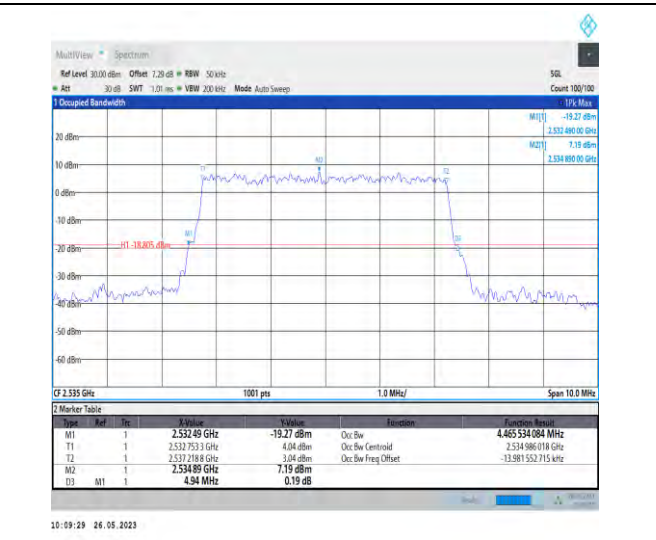 MultiView Spectrum
Ref Level 30.00 dBm Offset 7.29 dB RBW 50 kHz SGL
Att 30 dB SWT 1.01 ms VBW 200 kHz Mode Auto Sweep Count 100/100
1 Occupied Bandwidth 1Pk Max
M1[1] -19.27 dBm
2.532 490 00 GHz
20 dBm
M2[1] 7.19 dBm
2.534 890 00 GHz
10 dBm
T1 M2 T2
0 dBm
-10 dBm
M1
D3
H1 -18.805 dBm
-20 dBm
-30 dBm
-40 dBm
-50 dBm
-60 dBm
CF 2.535 GHz 1001 pts 1.0 MHz/ Span 10.0 MHz
2 Marker Table
Type Ref Trc X-Value Y-Value Function Function Result
M1 1 2.53249 GHz -19.27 dBm Occ Bw 4.465 534 084 MHz
T1 1 2.532 753 3 GHz 4.04 dBm Occ Bw Centroid 2.534 986 018 GHz
T2 1 2.537 218 8 GHz 3.04 dBm Occ Bw Freq Offset -13.981 552 715 kHz
M2 1 2.53489 GHz 7.19 dBm
D3 M1 1 4.94 MHz 0.19 dB
10:09:29 26.05.2023